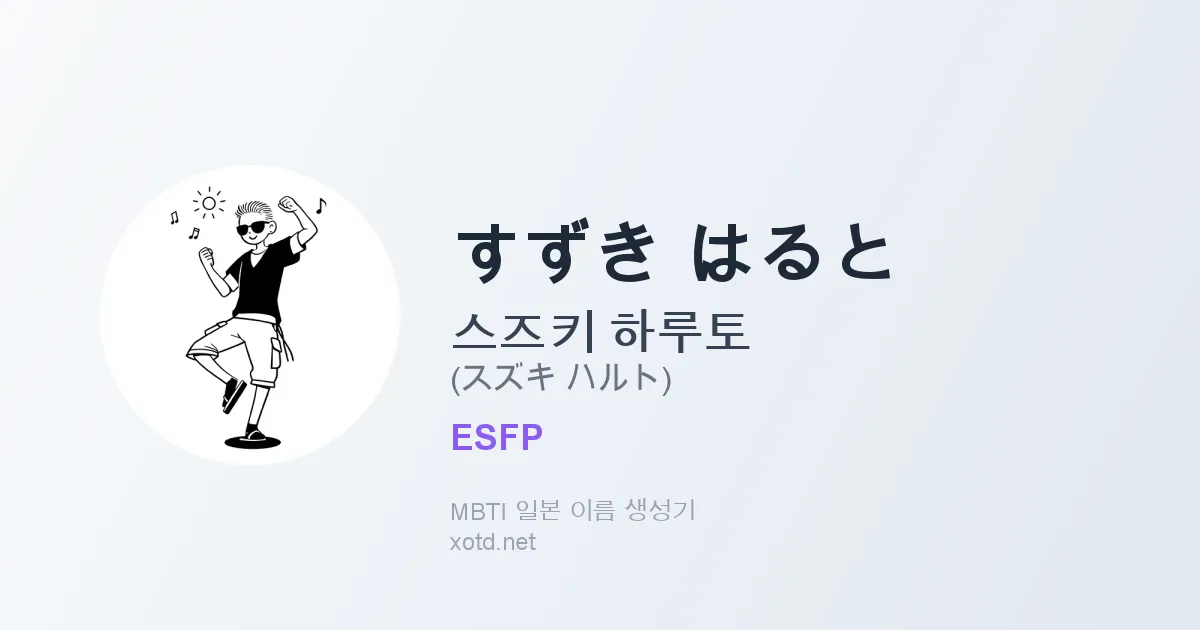 すずき はると
스즈키 하루토
(スズキ ハルト)
ESFP
MBTI 일본 이름 생성기
xotd.net